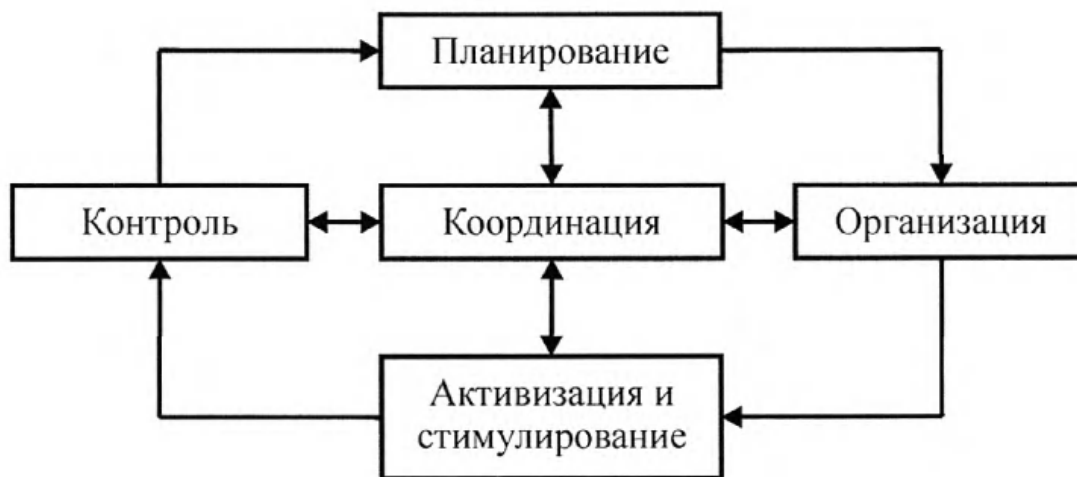 Планирование
Контроль
Координация
Организация
Активизация и
стимулирование